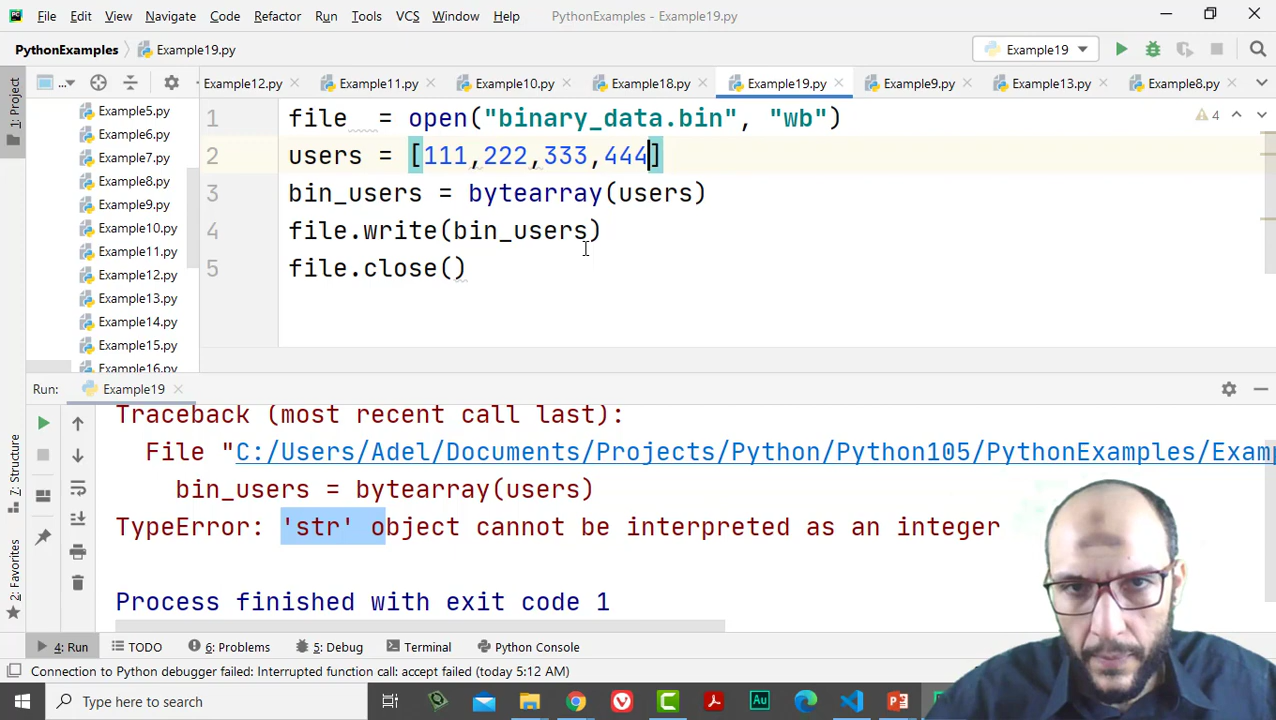 File Edit View Navigate Code Refactor Run Tools VCS Window Help PythonExamples - Example19.py
PythonExamples Example19.py Example19
... Example12.py Example11.py Example10.py Example18.py Example19.py Example9.py Example13.py Example8.py
1: Project
Example5.py
Example6.py
Example7.py
Example8.py
Example9.py
Example10.py
Example11.py
Example12.py
Example13.py
Example14.py
Example15.py
Example16.py
1 file  = open("binary_data.bin", "wb")
2 users = [111,222,333,444]
3 bin_users = bytearray(users)
4 file.write(bin_users)
5 file.close()
4
Run: Example19
Traceback (most recent call last):
File "C:/Users/Adel/Documents/Projects/Python/Python105/PythonExamples/Examp
bin_users = bytearray(users)
TypeError: 'str' object cannot be interpreted as an integer
Process finished with exit code 1
Z: Structure
2: Favorites
4: Run TODO 6: Problems 5: Debug Terminal Python Console
Connection to Python debugger failed: Interrupted function call: accept failed (today 5:12 AM)
Type here to search